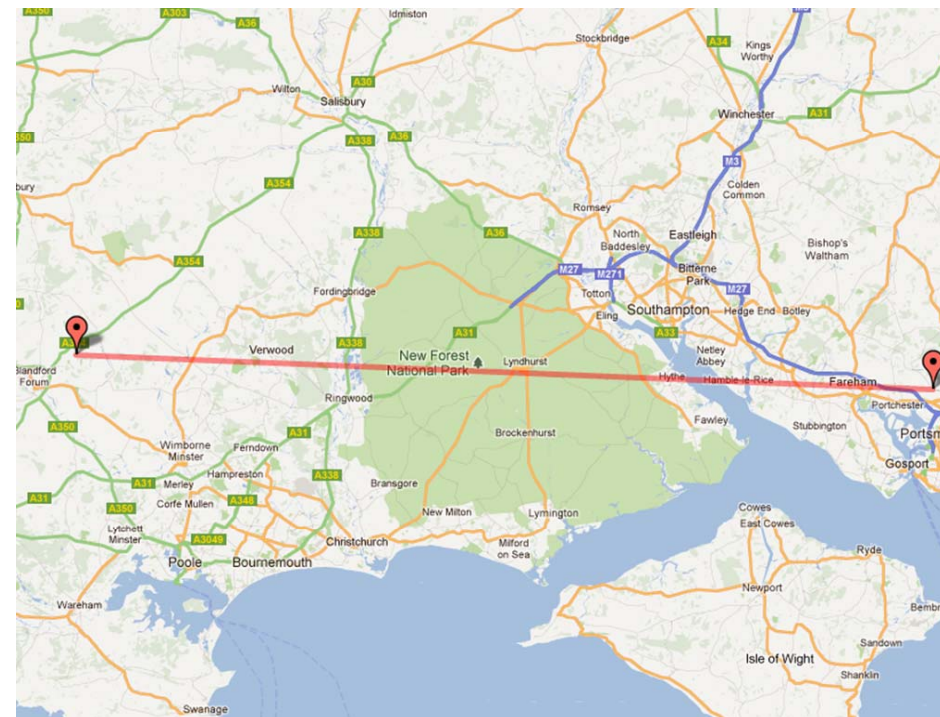 A350
A303
A36
Idmiston
Stockbridge
A34
Kings
Worthy
A30
Wilton
Salisbury
Winchester
A31
A338
A36
M3
A354
Colden
Common
Romsey
North
Baddesley
Eastleigh
Bishop's
Waltham
A338
A36
A354
M27
M271
Bitterne
Park
M27
Fordingbridge
Totton
Eling
Southampton
Hedge End
Botley
A31
A33
A338
Verwood
New Forest
National Park
Lyndhurst
Netley
Abbey
Blandford
Forum
Hythe
Hamble-le-Rice
Fareham
Ringwood
Portchester
Fawley
Stubbington
A350
A31
Brockenhurst
Portsm
Wimborne
Minster
Ferndown
Gosport
Hampreston
A338
A31
Merley
Bransgore
A31
A348
Corfe Mullen
A350
New Milton
Lymington
Cowes
East Cowes
Lytchett
Minster
A3049
Christchurch
Milford
on Sea
Ryde
Poole
Bournemouth
Newport
Wareham
Bembr
Sandown
Isle of Wight
Shanklin
Swanage